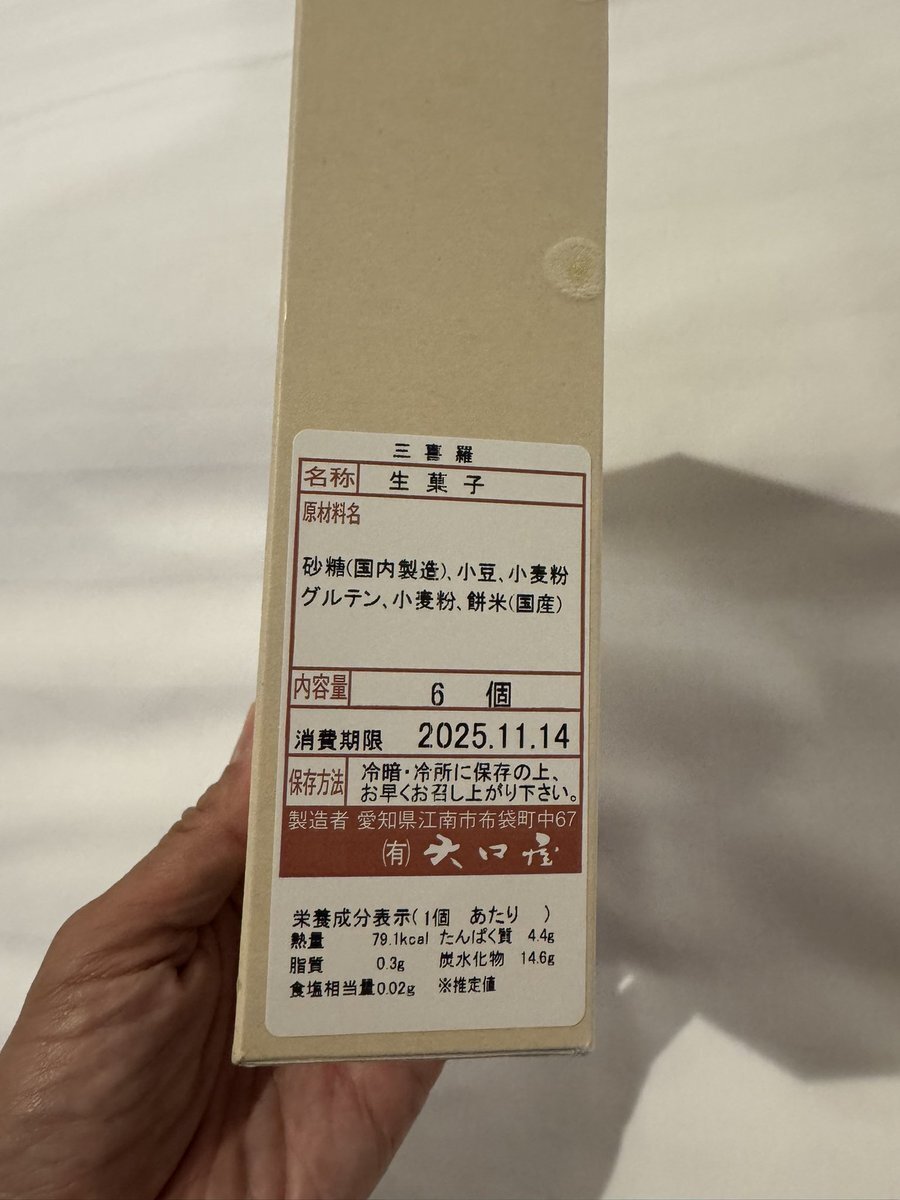 三喜羅
名称 生菓子
原材料名
砂糖(国内製造)、小豆、小麦粉
グルテン、小麦粉、餅米(国産)
内容量 6 個
消費期限 2025.11.14
保存方法 冷暗・冷所に保存の上、
お早くお召し上がり下さい。
製造者 愛知県江南市布袋町中67
㈲ 大口屋
栄養成分表示(1個 あたり )
熱量 79.1kcal たんぱく質 4.4g
脂質 0.3g 炭水化物 14.6g
食塩相当量0.02g ※推定値